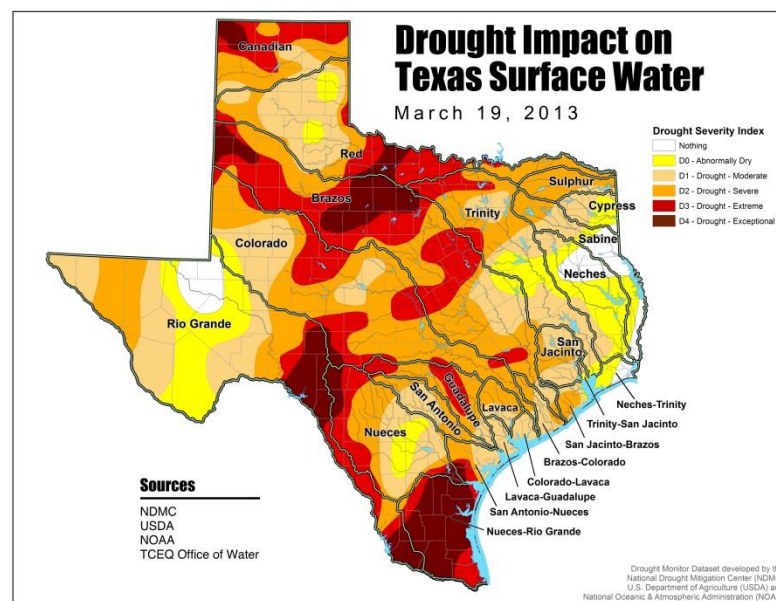 Drought Impact on
Texas Surface Water
March 19, 2013
Drought Severity Index
Nothing
D0 - Abnormally Dry
D1 - Drought - Moderate
D2 - Drought - Severe
D3 - Drought - Extreme
D4 - Drought - Exceptional
Canadian
Red
Sulphur
Cypress
Brazos
Trinity
Sabine
Colorado
Neches
Rio Grande
San
Jacinto
Guadalupe
San Antonio
Lavaca
Nueces
Neches-Trinity
Trinity-San Jacinto
San Jacinto-Brazos
Brazos-Colorado
Colorado-Lavaca
Lavaca-Guadalupe
San Antonio-Nueces
Nueces-Rio Grande
Sources
NDMC
USDA
NOAA
TCEQ Office of Water
Drought Monitor Dataset developed by
National Drought Mitigation Center
U.S. Department of Agriculture (USDA)
National Oceanic & Atmospheric Administration